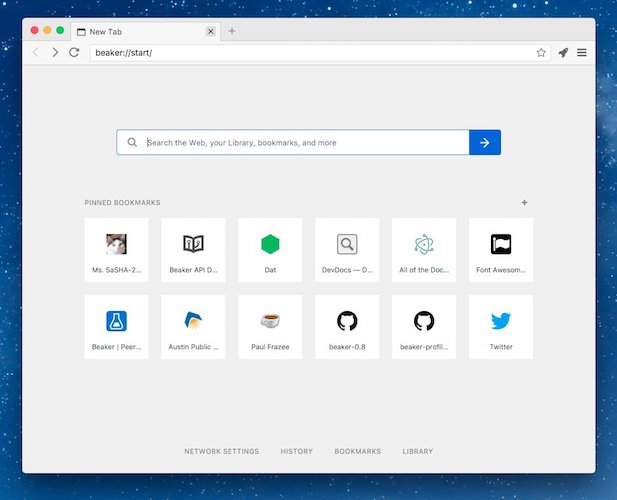 New Tab
beaker://start/
Search the Web, your Library, bookmarks, and more
PINNED BOOKMARKS
Ms. SaSHA-2...
Beaker API D...
Dat
DevDocs — D...
All of the Doc...
Font Awesom...
Beaker | Peer...
Austin Public ...
Paul Frazee
beaker-0.8
beaker-profil...
Twitter
NETWORK SETTINGS
HISTORY
BOOKMARKS
LIBRARY